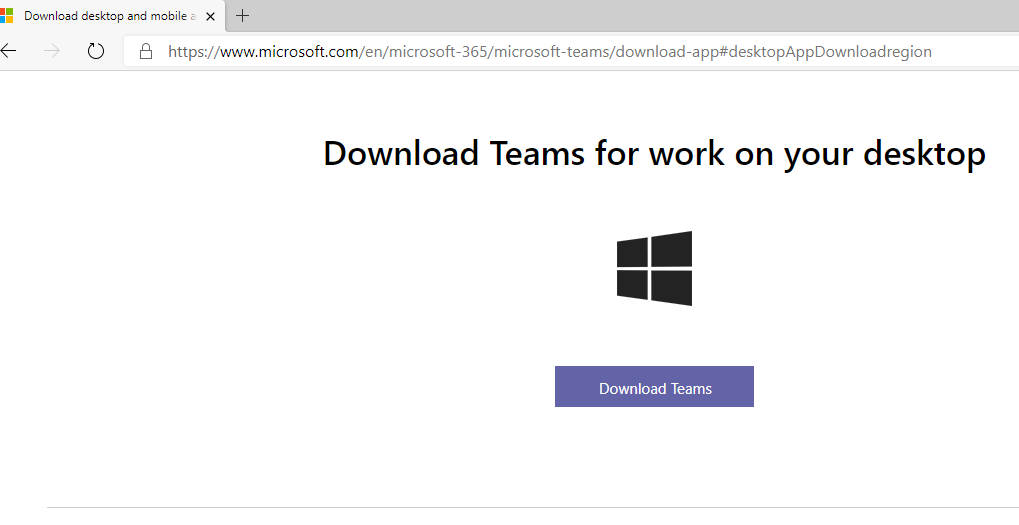 Download desktop and mobile a
https://www.microsoft.com/en/microsoft-365/microsoft-teams/download-app#desktopAppDownloadregion
Download Teams for work on your desktop
Download Teams